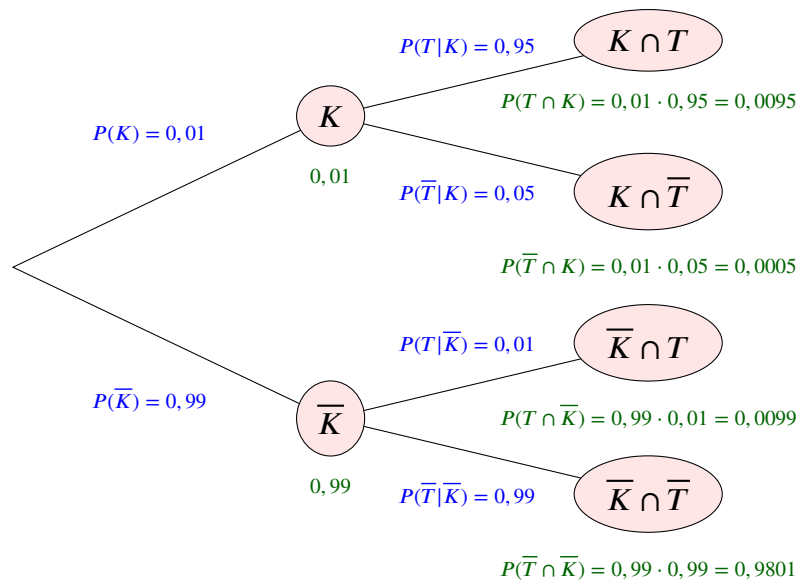 P(T|K) = 0, 95
K ∩ T
P(T ∩ K) = 0, 01 · 0, 95 = 0, 0095
P(K) = 0, 01
K
0, 01
P(T̅|K) = 0, 05
K ∩ T̅
P(T̅ ∩ K) = 0, 01 · 0, 05 = 0, 0005
P(T|K̅) = 0, 01
K̅ ∩ T
P(T ∩ K̅) = 0, 99 · 0, 01 = 0, 0099
P(K̅) = 0, 99
K̅
0, 99
P(T̅|K̅) = 0, 99
K̅ ∩ T̅
P(T̅ ∩ K̅) = 0, 99 · 0, 99 = 0, 9801